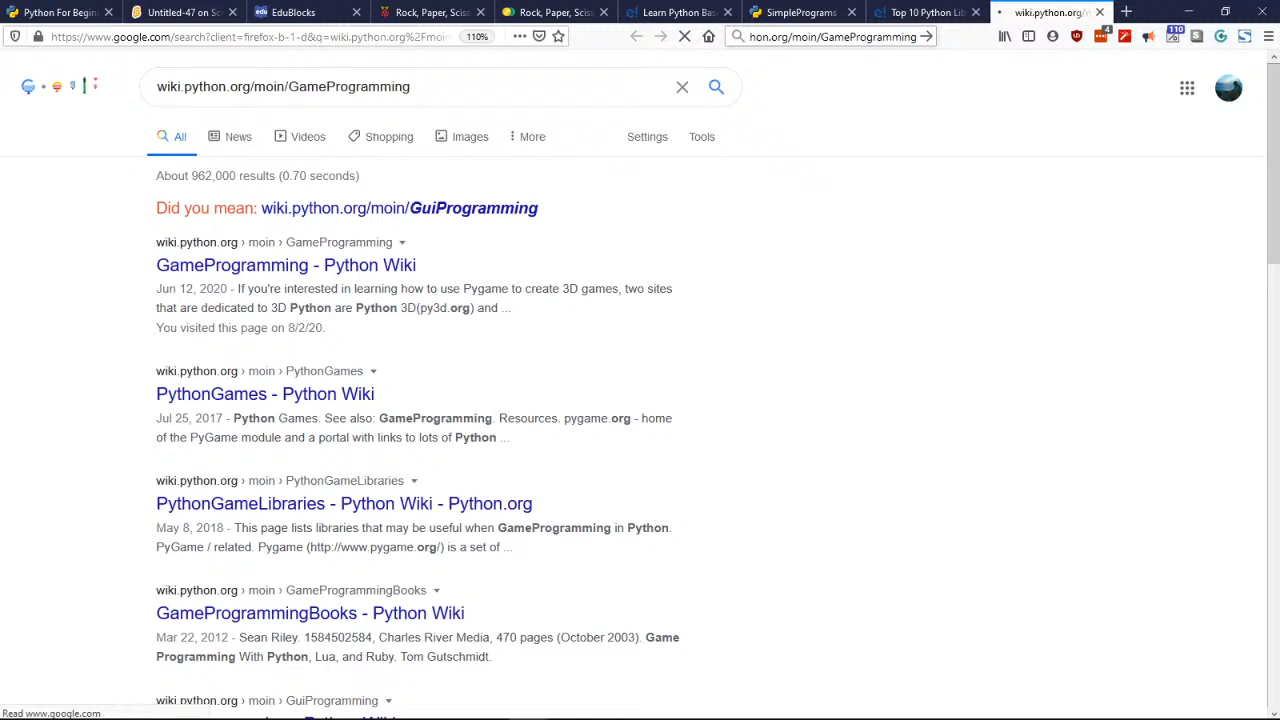 Python For Begin
Untitled-47 on S
EduBlocks
Rock, Paper, Sciss
Rock, Paper, Sciss
Learn Python Bas
SimplePrograms
Top 10 Python Lib
wiki.python.org/r
https://www.google.com/search?client=firefox-b-1-d&q=wiki.python.org%2Fmoin
110%
hon.org/moin/GameProgramming
4
110
wiki.python.org/moin/GameProgramming
All
News
Videos
Shopping
Images
More
Settings
Tools
About 962,000 results (0.70 seconds)
Did you mean: wiki.python.org/moin/GuiProgramming
wiki.python.org › moin › GameProgramming
GameProgramming - Python Wiki
Jun 12, 2020 - If you're interested in learning how to use Pygame to create 3D games, two sites
that are dedicated to 3D Python are Python 3D(py3d.org) and ...
You visited this page on 8/2/20.
wiki.python.org › moin › PythonGames
PythonGames - Python Wiki
Jul 25, 2017 - Python Games. See also: GameProgramming. Resources. pygame.org - home
of the PyGame module and a portal with links to lots of Python ...
wiki.python.org › moin › PythonGameLibraries
PythonGameLibraries - Python Wiki - Python.org
May 8, 2018 - This page lists libraries that may be useful when GameProgramming in Python.
PyGame / related. Pygame (http://www.pygame.org/) is a set of ...
wiki.python.org › moin › GameProgrammingBooks
GameProgrammingBooks - Python Wiki
Mar 22, 2012 - Sean Riley. 1584502584, Charles River Media, 470 pages (October 2003). Game
Programming With Python, Lua, and Ruby. Tom Gutschmidt.
wiki.python.org › moin › GuiProgramming
Read www.google.com